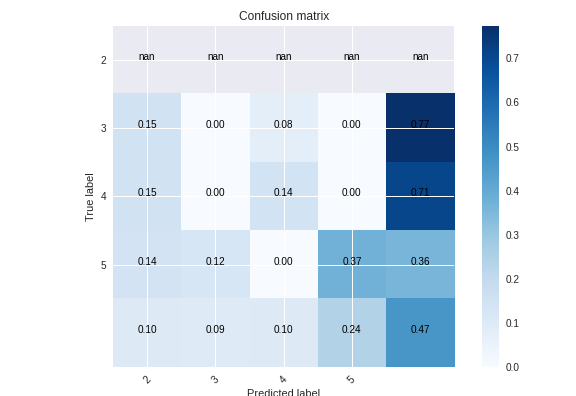 Confusion matrix
2 nan nan nan nan nan
3 0.15 0.00 0.08 0.00 0.77
4 0.15 0.00 0.14 0.00 0.71
5 0.14 0.12 0.00 0.37 0.36
0.10 0.09 0.10 0.24 0.47
2 3 4 5
True label
Predicted label
0.7
0.6
0.5
0.4
0.3
0.2
0.1
0.0